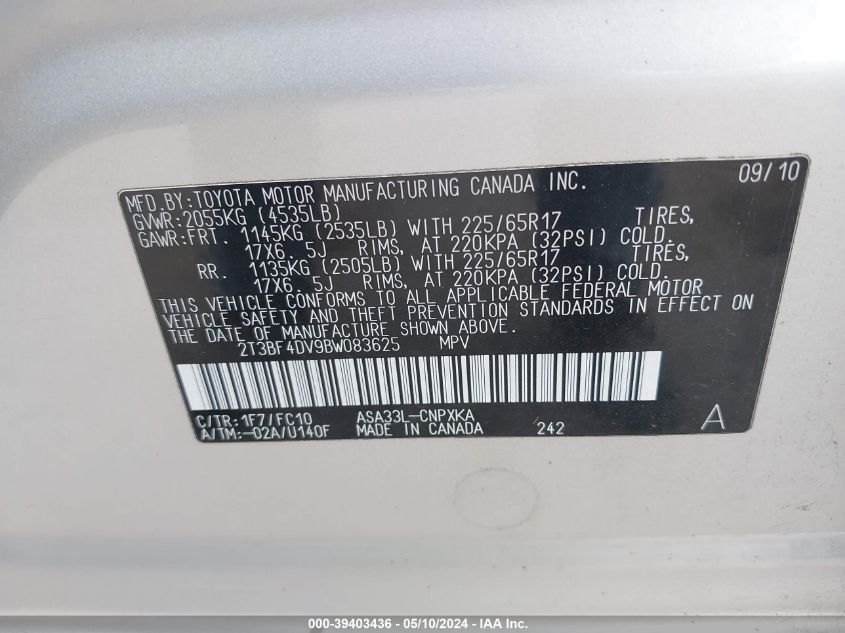 MFD.BY:TOYOTA MOTOR MANUFACTURING CANADA INC. 09/10
GVWR:2055KG (4535LB)
GAWR:FRT. 1145KG (2535LB) WITH 225/65R17 TIRES,
17X6. 5J RIMS, AT 220KPA (32PSI) COLD.
RR. 1135KG (2505LB) WITH 225/65R17 TIRES,
17X6. 5J RIMS, AT 220KPA (32PSI) COLD.
THIS VEHICLE CONFORMS TO ALL APPLICABLE FEDERAL MOTOR
VEHICLE SAFETY AND THEFT PREVENTION STANDARDS IN EFFECT ON
THE DATE OF MANUFACTURE SHOWN ABOVE.
2T3BF4DV9BW083625 MPV
C/TR:1F7/FC10 ASA33L-CNPXKA
A/TM:-02A/U140F MADE IN CANADA 242 A
000-39403436 - 05/10/2024 - IAA Inc.